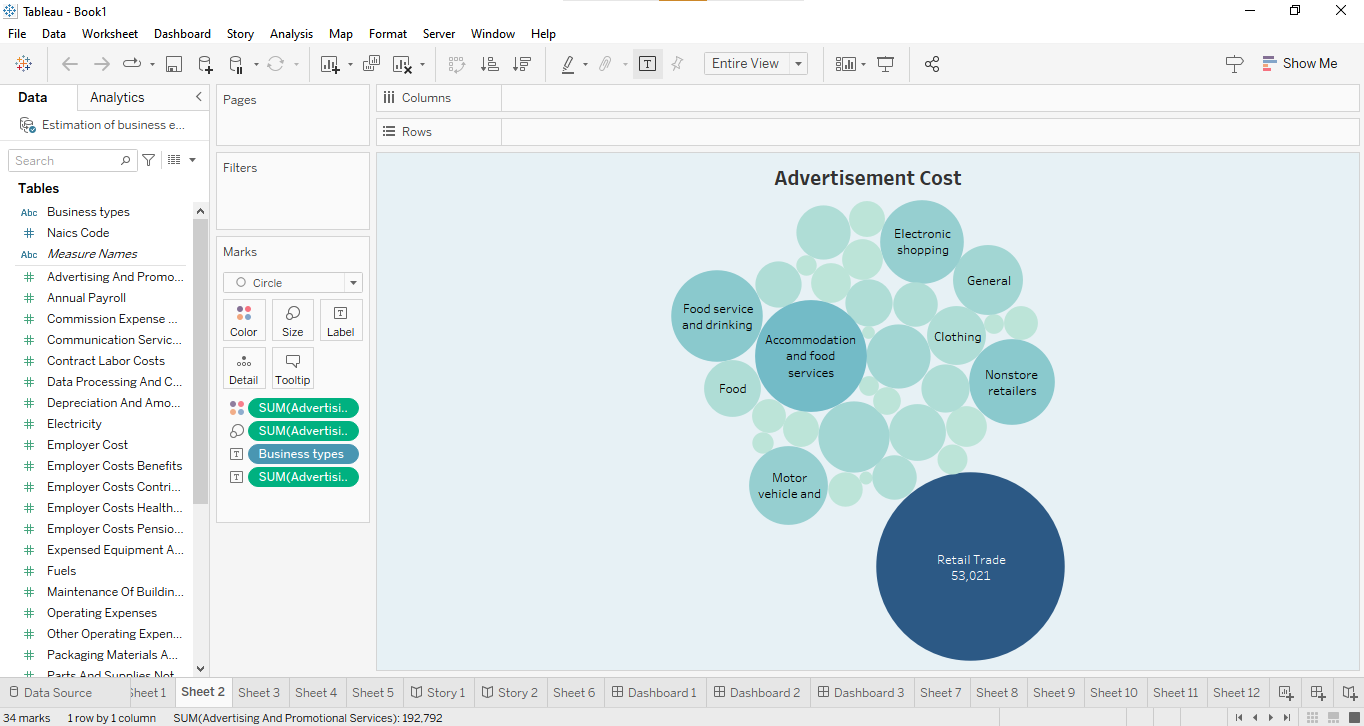 Tableau - Book1
File Data Worksheet Dashboard Story Analysis Map Format Server Window Help
Entire View
Show Me
Data Analytics
Estimation of business e...
Search
Tables
Abc Business types
# Naics Code
Abc Measure Names
# Advertising And Promo...
# Annual Payroll
# Commission Expense ...
# Communication Servic...
# Contract Labor Costs
# Data Processing And C...
# Depreciation And Amo...
# Electricity
# Employer Cost
# Employer Costs Benefits
# Employer Costs Contri...
# Employer Costs Health...
# Employer Costs Pensio...
# Expensed Equipment A...
# Fuels
# Maintenance Of Buildin...
# Operating Expenses
# Other Operating Expen...
# Packaging Materials A...
# Parts And Supplies Not
Pages
Filters
Marks
Circle
Color Size Label
Detail Tooltip
SUM(Advertisi..
SUM(Advertisi..
Business types
SUM(Advertisi..
Columns
Rows
Advertisement Cost
Electronic
shopping
General
Food service
and drinking
Accommodation
and food
services
Clothing
Nonstore
retailers
Food
Motor
vehicle and
Retail Trade
53,021
Data Source Sheet 1 Sheet 2 Sheet 3 Sheet 4 Sheet 5 Story 1 Story 2 Sheet 6 Dashboard 1 Dashboard 2 Dashboard 3 Sheet 7 Sheet 8 Sheet 9 Sheet 10 Sheet 11 Sheet 12
34 marks 1 row by 1 column SUM(Advertising And Promotional Services): 192,792